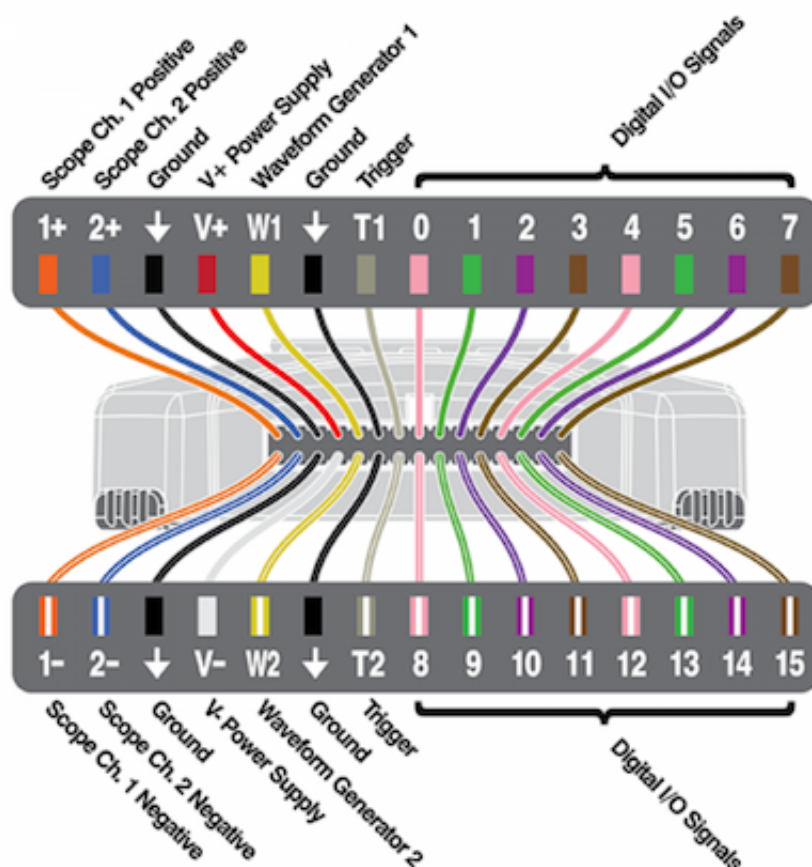 Scope Ch. 1 Positive
Scope Ch. 2 Positive
Ground
V+ Power Supply
Waveform Generator 1
Ground
Trigger
Digital I/O Signals
1+ 2+ ↓ V+ W1 ↓ T1 0 1 2 3 4 5 6 7
1- 2- ↓ V- W2 ↓ T2 8 9 10 11 12 13 14 15
Scope Ch. 1 Negative
Scope Ch. 2 Negative
Ground
V- Power Supply
Waveform Generator 2
Ground
Trigger
Digital I/O Signals